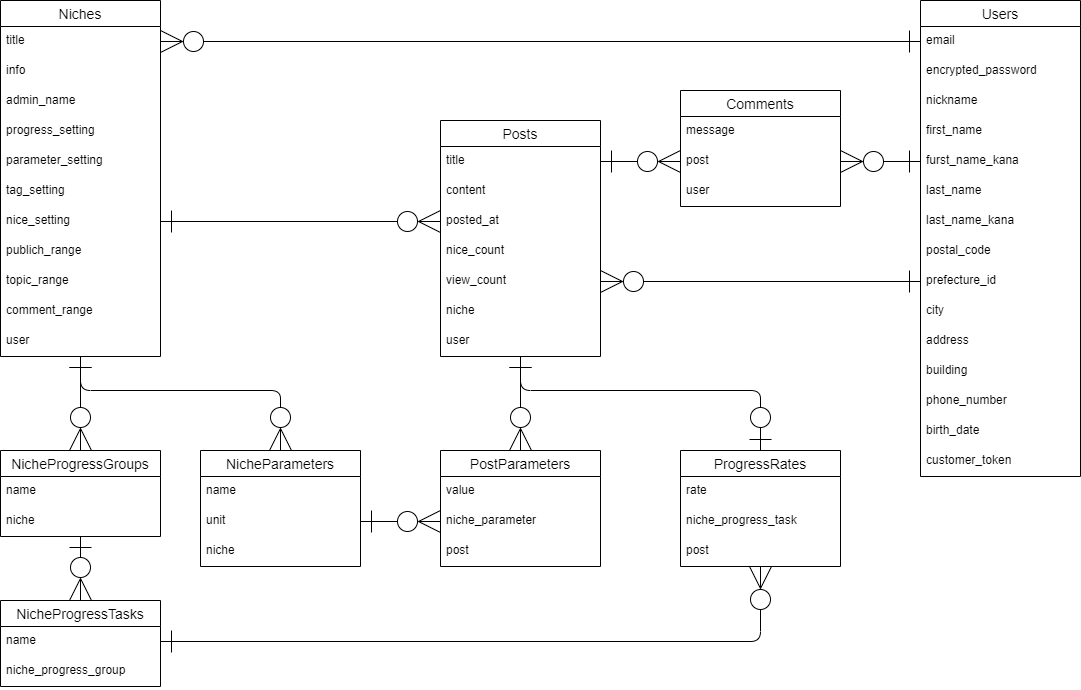 Niches
title
info
admin_name
progress_setting
parameter_setting
tag_setting
nice_setting
publich_range
topic_range
comment_range
user
Users
email
encrypted_password
nickname
first_name
furst_name_kana
last_name
last_name_kana
postal_code
prefecture_id
city
address
building
phone_number
birth_date
customer_token
Comments
message
post
user
Posts
title
content
posted_at
nice_count
view_count
niche
user
NicheProgressGroups
name
niche
NicheParameters
name
unit
niche
PostParameters
value
niche_parameter
post
ProgressRates
rate
niche_progress_task
post
NicheProgressTasks
name
niche_progress_group